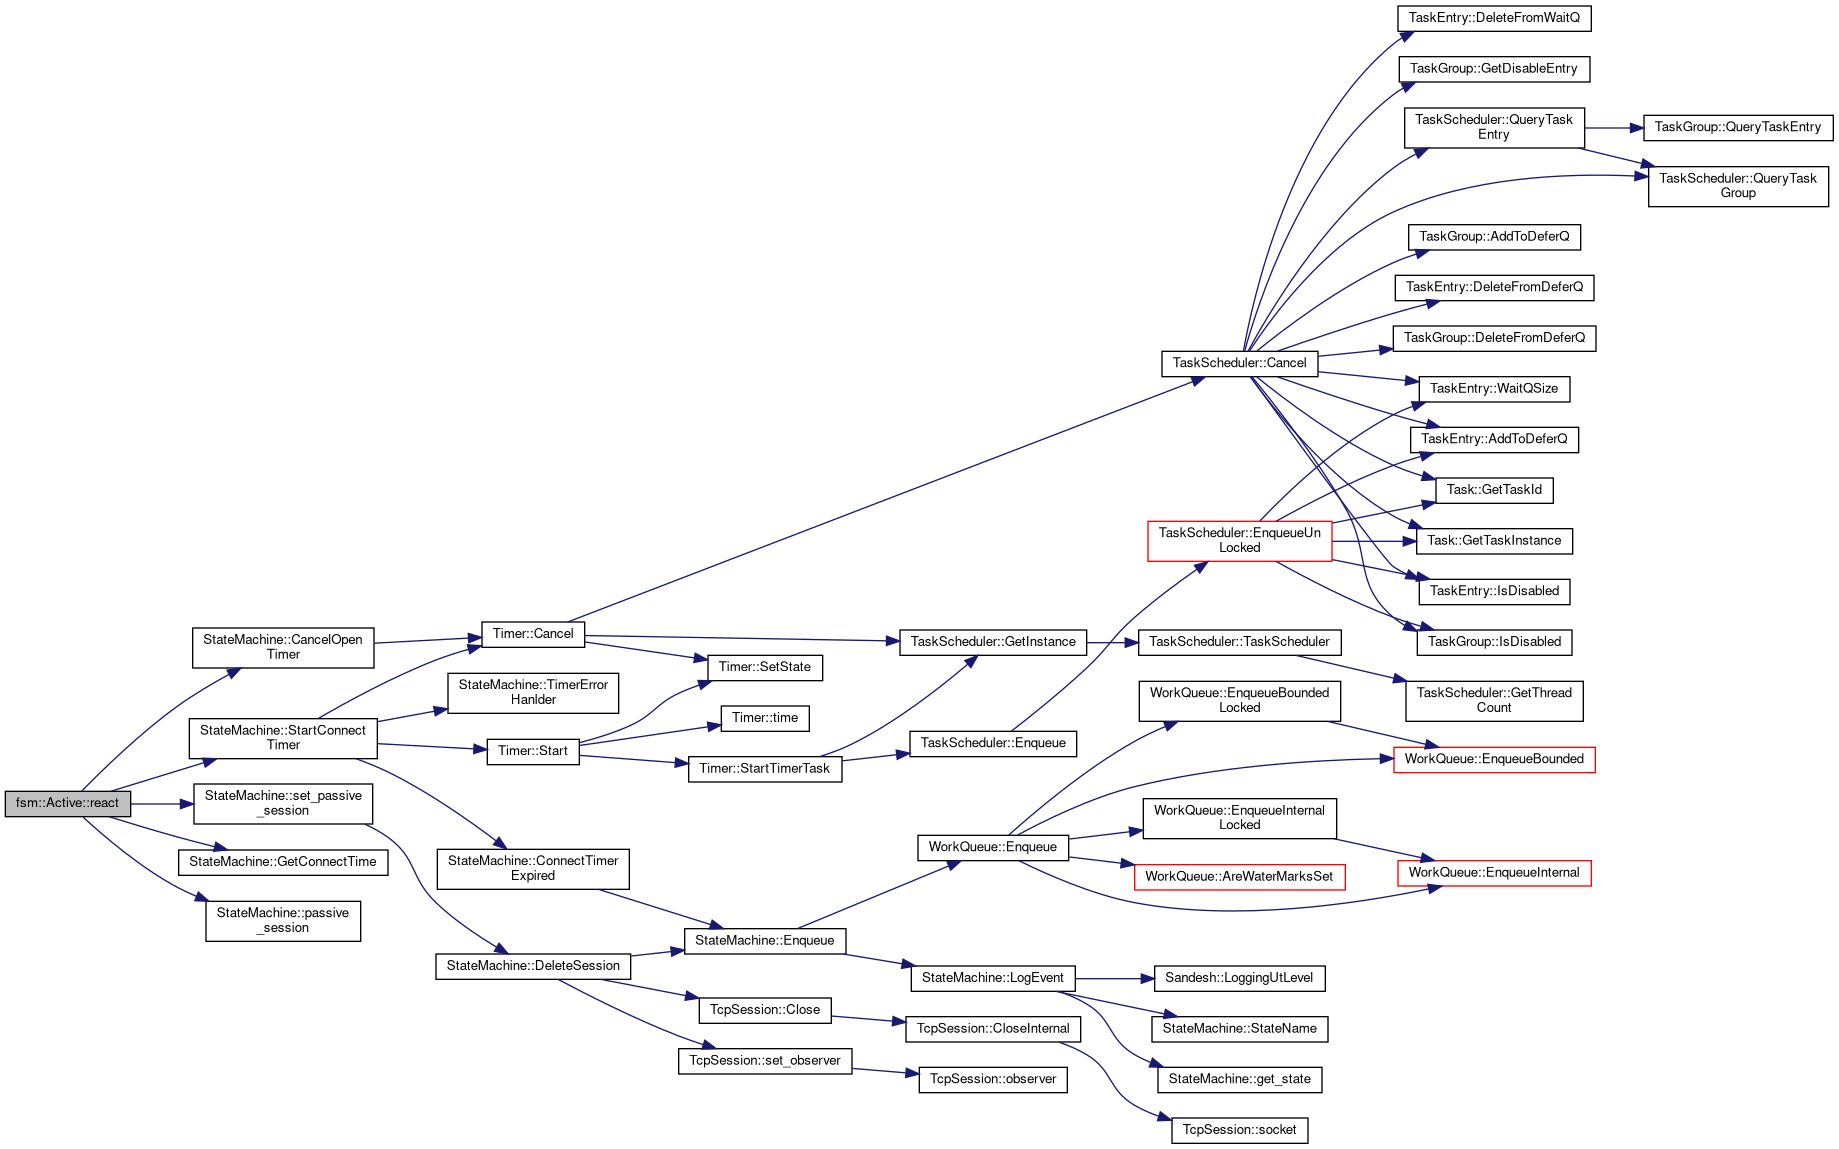 TaskEntry::DeleteFromWaitQ
TaskGroup::GetDisableEntry
TaskScheduler::QueryTask
Entry
TaskGroup::QueryTaskEntry
TaskScheduler::QueryTask
Group
TaskGroup::AddToDeferQ
TaskEntry::DeleteFromDeferQ
TaskGroup::DeleteFromDeferQ
TaskScheduler::Cancel
TaskEntry::WaitQSize
TaskEntry::AddToDeferQ
Task::GetTaskId
TaskScheduler::EnqueueUn
Locked
Task::GetTaskInstance
TaskEntry::IsDisabled
TaskGroup::IsDisabled
StateMachine::CancelOpen
Timer
Timer::Cancel
TaskScheduler::GetInstance
TaskScheduler::TaskScheduler
Timer::SetState
StateMachine::TimerError
Hanlder
TaskScheduler::GetThread
Count
WorkQueue::EnqueueBounded
Locked
Timer::time
StateMachine::StartConnect
Timer
Timer::Start
TaskScheduler::Enqueue
Timer::StartTimerTask
WorkQueue::EnqueueBounded
fsm::Active::react
StateMachine::set_passive
_session
WorkQueue::EnqueueInternal
Locked
WorkQueue::Enqueue
StateMachine::GetConnectTime
StateMachine::ConnectTimer
Expired
WorkQueue::AreWaterMarksSet
WorkQueue::EnqueueInternal
StateMachine::passive
_session
StateMachine::Enqueue
StateMachine::DeleteSession
StateMachine::LogEvent
Sandesh::LoggingUtLevel
TcpSession::Close
TcpSession::CloseInternal
StateMachine::StateName
TcpSession::set_observer
TcpSession::observer
StateMachine::get_state
TcpSession::socket